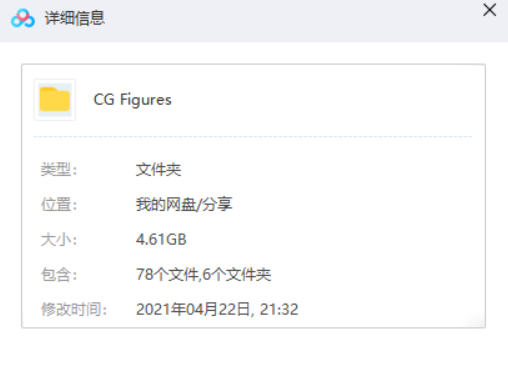 详细信息
CG Figures
类型: 文件夹
位置: 我的网盘/分享
大小: 4.61GB
包含: 78个文件,6个文件夹
修改时间: 2021年04月22日, 21:32